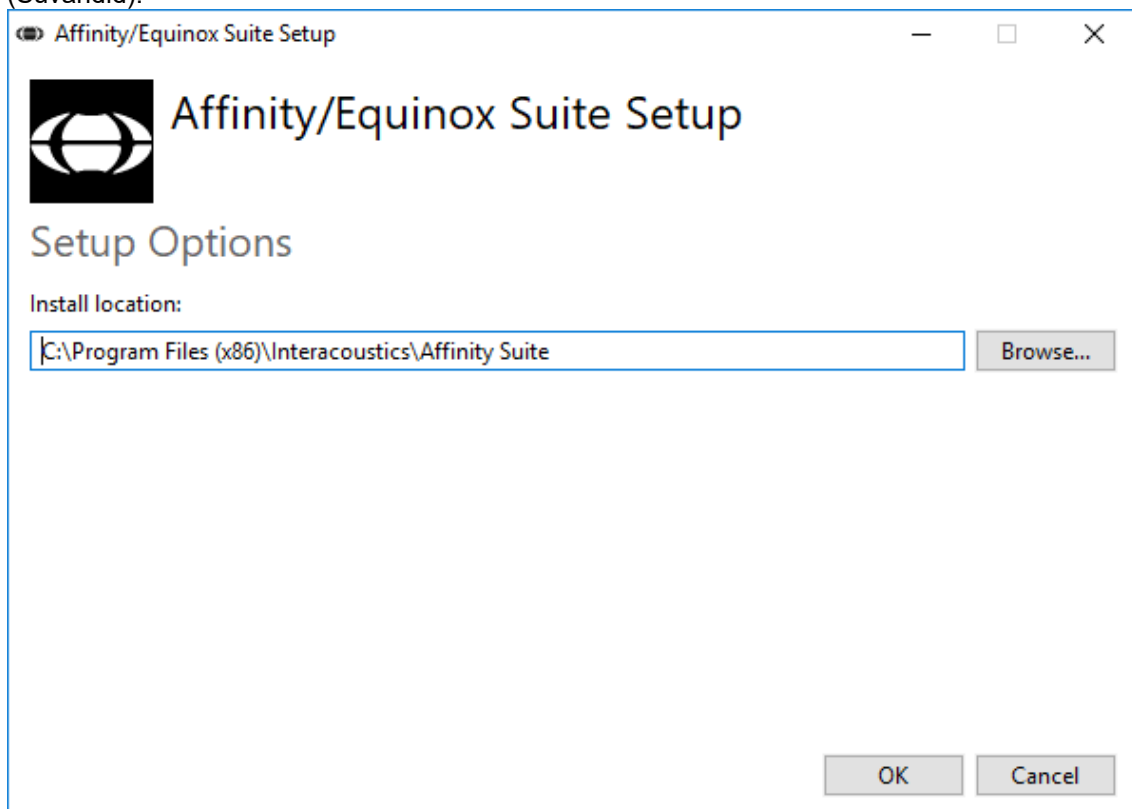 (Suvandid).
Affinity/Equinox Suite Setup
Affinity/Equinox Suite Setup
Setup Options
Install location:
C:\Program Files (x86)\Interacoustics\Affinity Suite
Browse...
OK
Cancel